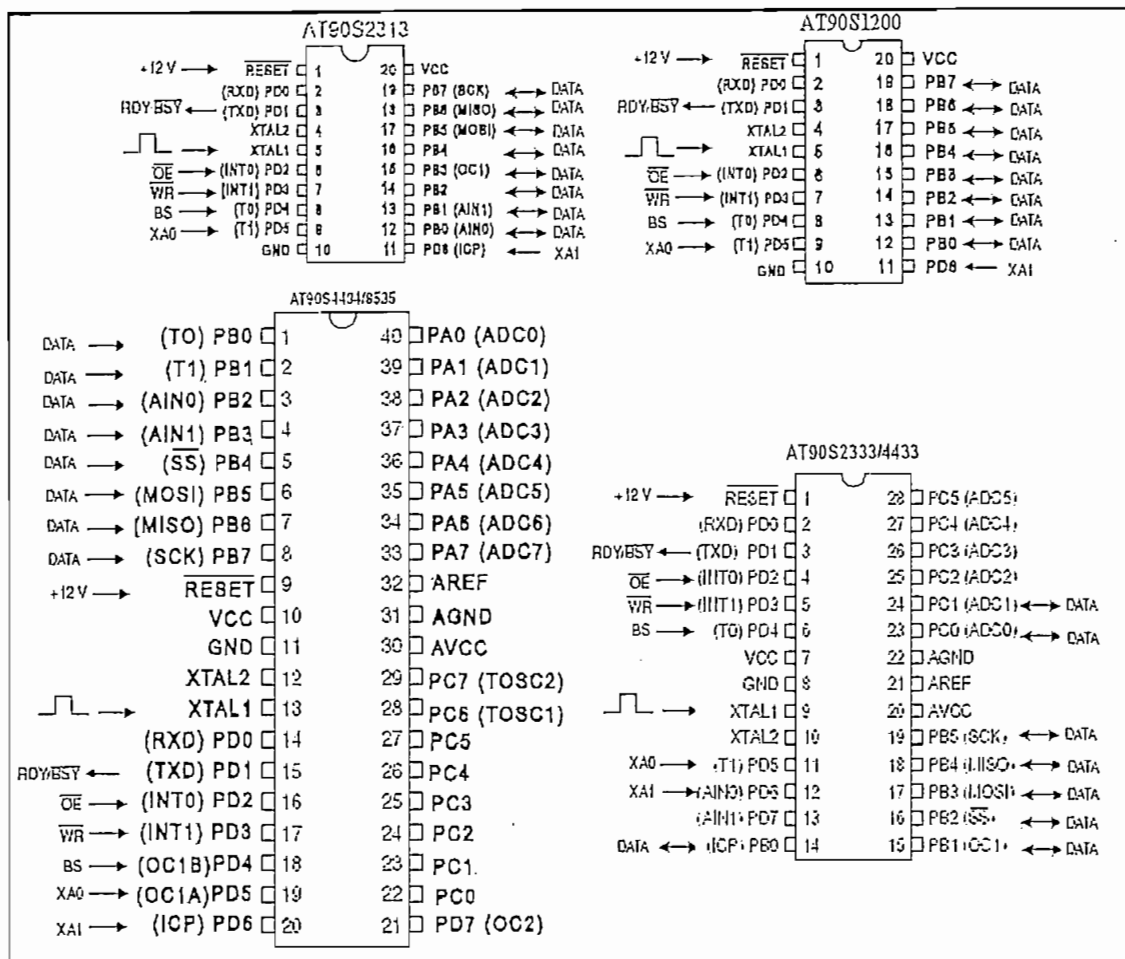 AT90S2313
+12 V RESET 1 20 VCC
(RXD) PD0 2 19 PB7 (SCK) DATA
RDY/BSY (TXD) PD1 3 18 PB6 (MISO) DATA
XTAL2 4 17 PB5 (MOSI) DATA
XTAL1 5 16 PB4 DATA
OE (INT0) PD2 6 15 PB3 (OC1) DATA
WR (INT1) PD3 7 14 PB2 DATA
BS (T0) PD4 8 13 PB1 (AIN1) DATA
XA0 (T1) PD5 9 12 PB0 (AIN0) DATA
GND 10 11 PD6 (ICP) XA1
AT90S1200
+12 V RESET 1 20 VCC
(RXD) PD0 2 19 PB7 DATA
RDY/BSY (TXD) PD1 3 18 PB6 DATA
XTAL2 4 17 PB5 DATA
XTAL1 5 16 PB4 DATA
OE (INT0) PD2 6 15 PB3 DATA
WR (INT1) PD3 7 14 PB2 DATA
BS (T0) PD4 8 13 PB1 DATA
XA0 (T1) PD5 9 12 PB0 DATA
GND 10 11 PD6 XA1
AT90S4434/8535
DATA (TO) PB0 1 40 PA0 (ADC0)
DATA (T1) PB1 2 39 PA1 (ADC1)
DATA (AIN0) PB2 3 38 PA2 (ADC2)
DATA (AIN1) PB3 4 37 PA3 (ADC3)
DATA (SS) PB4 5 36 PA4 (ADC4)
DATA (MOSI) PB5 6 35 PA5 (ADC5)
DATA (MISO) PB6 7 34 PA6 (ADC6)
DATA (SCK) PB7 8 33 PA7 (ADC7)
+12 V RESET 9 32 AREF
VCC 10 31 AGND
GND 11 30 AVCC
XTAL2 12 29 PC7 (TOSC2)
XTAL1 13 28 PC6 (TOSC1)
(RXD) PD0 14 27 PC5
RDY/BSY (TXD) PD1 15 26 PC4
OE (INT0) PD2 16 25 PC3
WR (INT1) PD3 17 24 PC2
BS (OC1B) PD4 18 23 PC1
XA0 (OC1A)PD5 19 22 PC0
XA1 (ICP) PD6 20 21 PD7 (OC2)
AT90S2333/4433
+12 V RESET 1 28 PC5 (ADC5)
(RXD) PD0 2 27 PC4 (ADC4)
RDY/BSY (TXD) PD1 3 26 PC3 (ADC3)
OE (INT0) PD2 4 25 PC2 (ADC2)
WR (INT1) PD3 5 24 PC1 (ADC1) DATA
BS (T0) PD4 6 23 PC0 (ADC0) DATA
VCC 7 22 AGND
GND 8 21 AREF
XTAL1 9 20 AVCC
XTAL2 10 19 PB5 (SCK) DATA
XA0 (T1) PD5 11 18 PB4 (MISO) DATA
XA1 (AIN0) PD6 12 17 PB3 (MOSI) DATA
(AIN1) PD7 13 16 PB2 (SS) DATA
DATA (ICP) PB0 14 15 PB1 (OC1) DATA